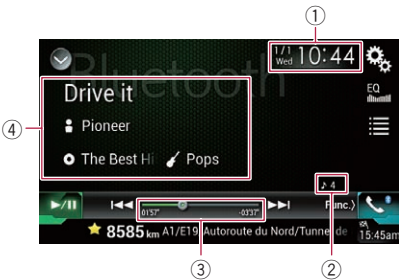 ①
1/1
Wed
10:44
Bluetooth
EQ
Drive it
④
Pioneer
The Best Hi
Pops
4
01'57"
-03'37"
Func.
8585 km A1/E19, Autoroute du Nord/Tunnel de
15:45am
③
②